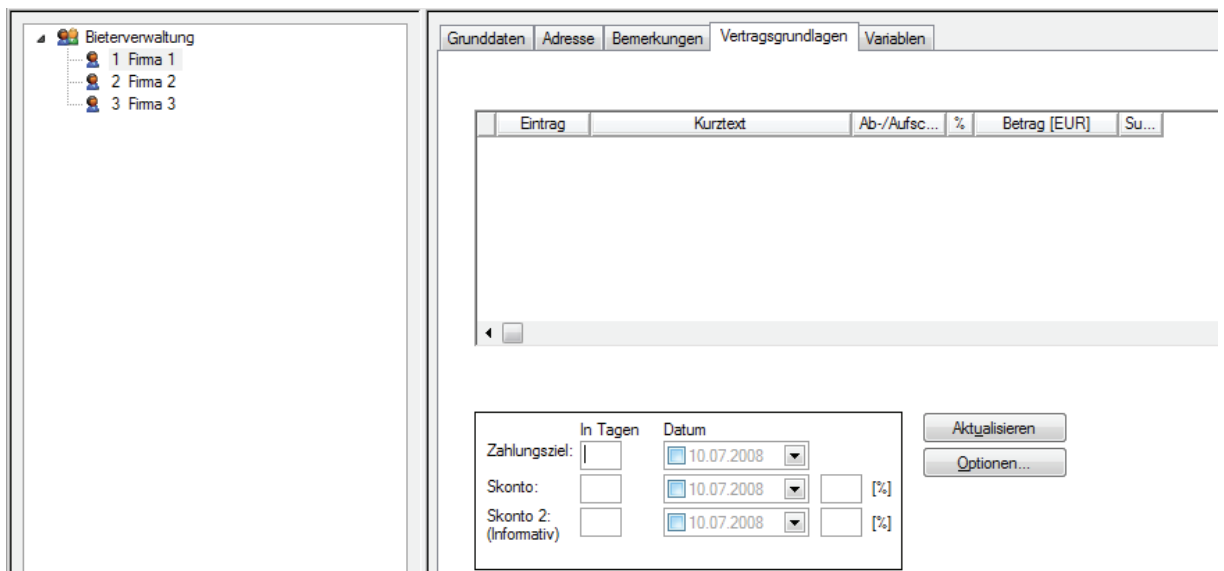 Bieterverwaltung
1 Firma 1
2 Firma 2
3 Firma 3
Grunddaten Adresse Bemerkungen Vertragsgrundlagen Variablen
Eintrag Kurztext Ab-/Aufsc... % Betrag [EUR] Su...
In Tagen Datum
Zahlungsziel: 10.07.2008
Skonto: 10.07.2008 [%]
Skonto 2: 10.07.2008 [%]
(Informativ)
Aktualisieren
Optionen...